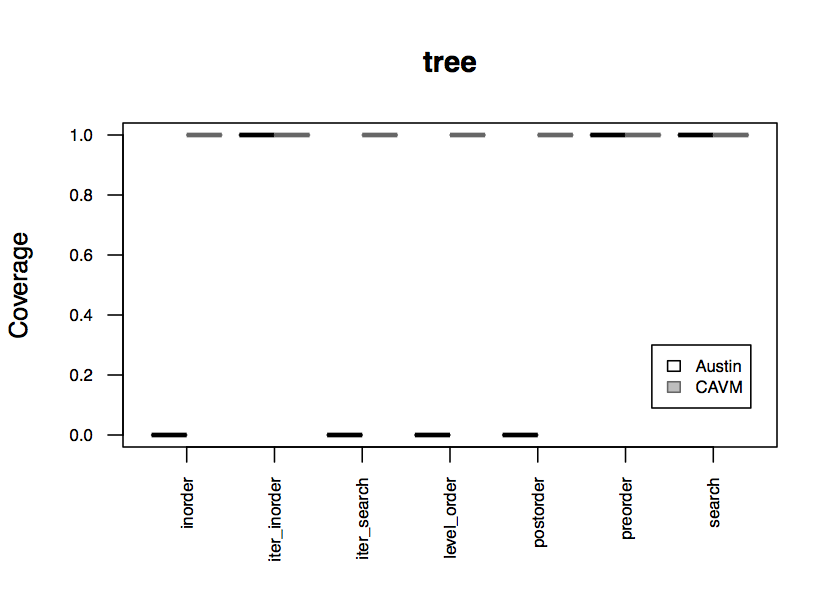 tree
Coverage
1.0
0.8
0.6
0.4
0.2
0.0
Austin
CAVM
inorder
iter_inorder
iter_search
level_order
postorder
preorder
search